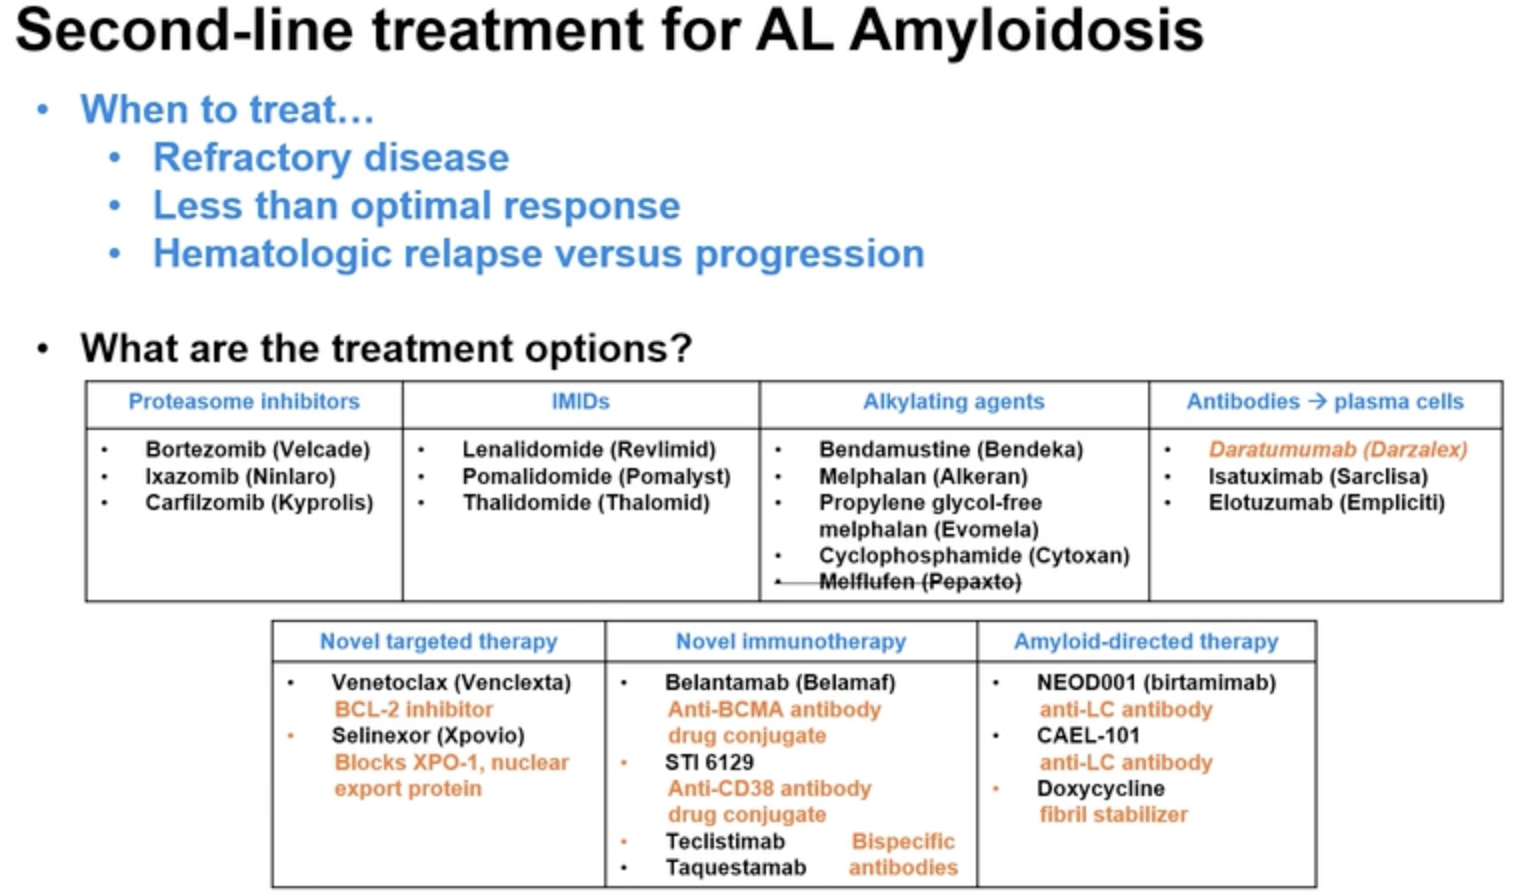 Second-line treatment for AL Amyloidosis
• When to treat...
• Refractory disease
• Less than optimal response
• Hematologic relapse versus progression
• What are the treatment options?
Proteasome inhibitors
• Bortezomib (Velcade)
• Ixazomib (Ninlaro)
• Carfilzomib (Kyprolis)
IMIDs
• Lenalidomide (Revlimid)
• Pomalidomide (Pomalyst)
• Thalidomide (Thalomid)
Alkylating agents
• Bendamustine (Bendeka)
• Melphalan (Alkeran)
• Propylene glycol-free
melphalan (Evomela)
• Cyclophosphamide (Cytoxan)
• Melflufen (Pepaxto)
Antibodies → plasma cells
• Daratumumab (Darzalex)
• Isatuximab (Sarclisa)
• Elotuzumab (Empliciti)
Novel targeted therapy
• Venetoclax (Venclexta)
BCL-2 inhibitor
• Selinexor (Xpovio)
Blocks XPO-1, nuclear
export protein
Novel immunotherapy
• Belantamab (Belamaf)
Anti-BCMA antibody
drug conjugate
• STI 6129
Anti-CD38 antibody
drug conjugate
• Teclistimab Bispecific
• Taquestamab antibodies
Amyloid-directed therapy
• NEOD001 (birtamimab)
anti-LC antibody
• CAEL-101
anti-LC antibody
• Doxycycline
fibril stabilizer